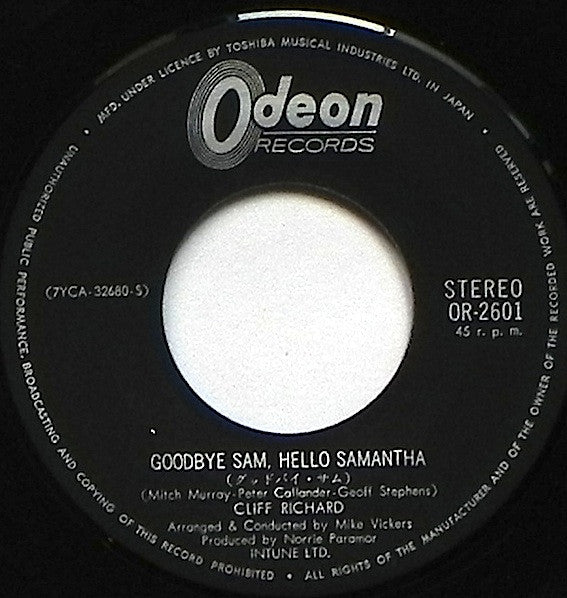 • MFD. UNDER LICENCE BY TOSHIBA MUSICAL INDUSTRIES LTD. IN JAPAN •
Odeon
RECORDS
(7YCA-32680-S)
STEREO
OR-2601
45 r. p. m.
GOODBYE SAM, HELLO SAMANTHA
(グッドバイ・サム)
(Mitch Murray-Peter Callander-Geoff Stephens)
CLIFF RICHARD
Arranged & Conducted by Mike Vickers
Produced by Norrie Paramor
INTUNE LTD.
UNAUTHORIZED PUBLIC PERFORMANCE, BROADCASTING AND COPYING OF THIS RECORD PROHIBITED • ALL RIGHTS OF THE MANUFACTURER AND OF THE OWNER OF THE RECORDED WORK ARE RESERVED